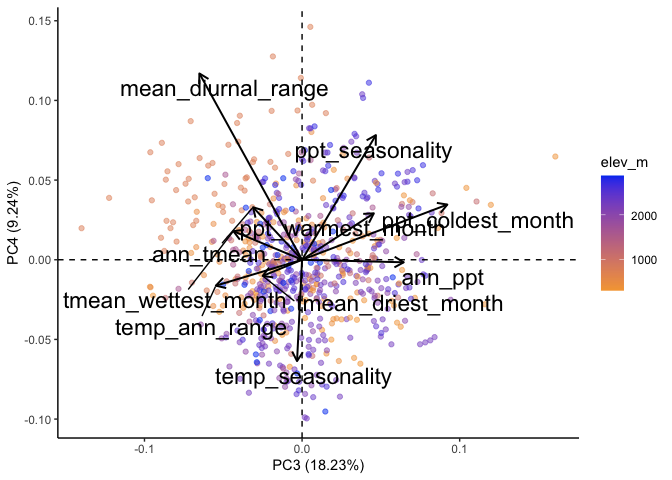 0.15
0.10
0.05
0.00
-0.05
-0.10
PC4 (9.24%)
mean_diurnal_range
ppt_seasonality
ppt_coldest_month
ppt_warmest_month
ann_tmean
ann_ppt
tmean_wettest_month
tmean_driest_month
temp_ann_range
temp_seasonality
-0.1
0.0
0.1
PC3 (18.23%)
elev_m
2000
1000